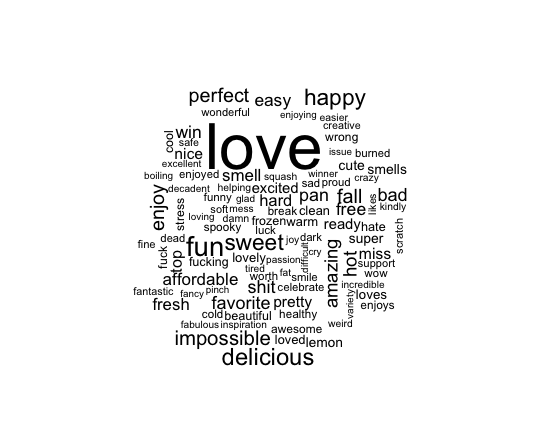 perfect easy happy
wonderful enjoying easier
creative
cool win love wrong
safe
nice issue burned
excellent cute smells
boiling enjoyed smell squash winner crazy
decadent helping excited sad proud
enjoy funny glad hard pan fall likes bad
stress soft mess break clean free kindly
loving damn frozen warm ready hate
spooky luck scratch
fine dead fun sweet joy dark super
fuck top fucking lovely passion difficult cry amazing hot miss
tired support
affordable worth fat smile wow
shit celebrate incredible
fantastic fancy pinch variety loves
fresh favorite pretty enjoys
cold beautiful healthy
fabulous inspiration awesome weird
impossible loved lemon
delicious